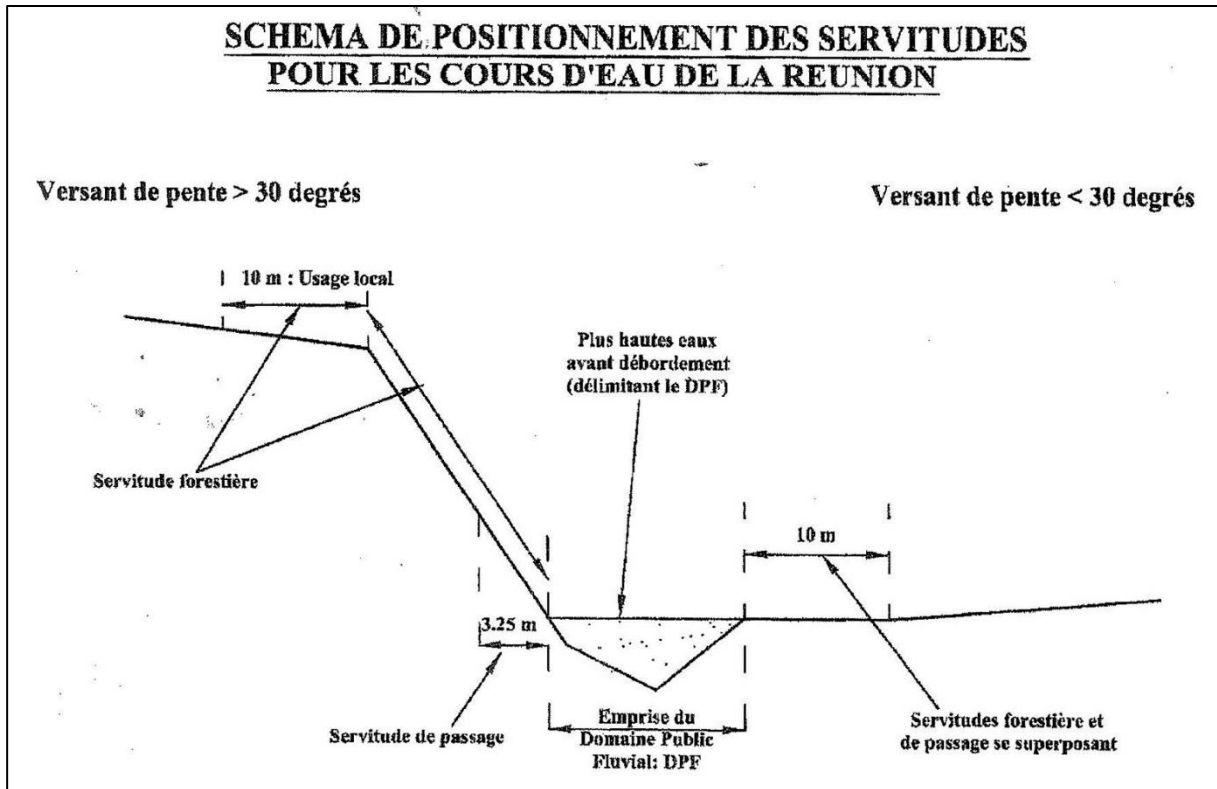 SCHEMA DE POSITIONNEMENT DES SERVITUDES
POUR LES COURS D'EAU DE LA REUNION
Versant de pente > 30 degrés
Versant de pente < 30 degrés
10 m : Usage local
Plus hautes eaux
avant débordement
(délimitant le DPF)
Servitude forestière
10 m
3.25 m
Servitude de passage
Emprise du
Domaine Public
Fluvial: DPF
Servitudes forestière et
de passage se superposant